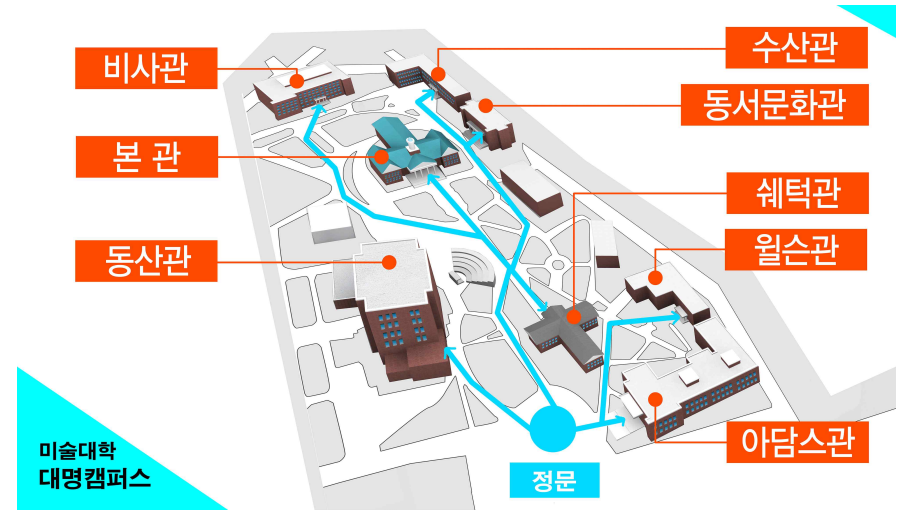 비사관
본 관
동산관
수산관
동서문화관
쉐턱관
윌슨관
아담스관
정문
미술대학
대명캠퍼스